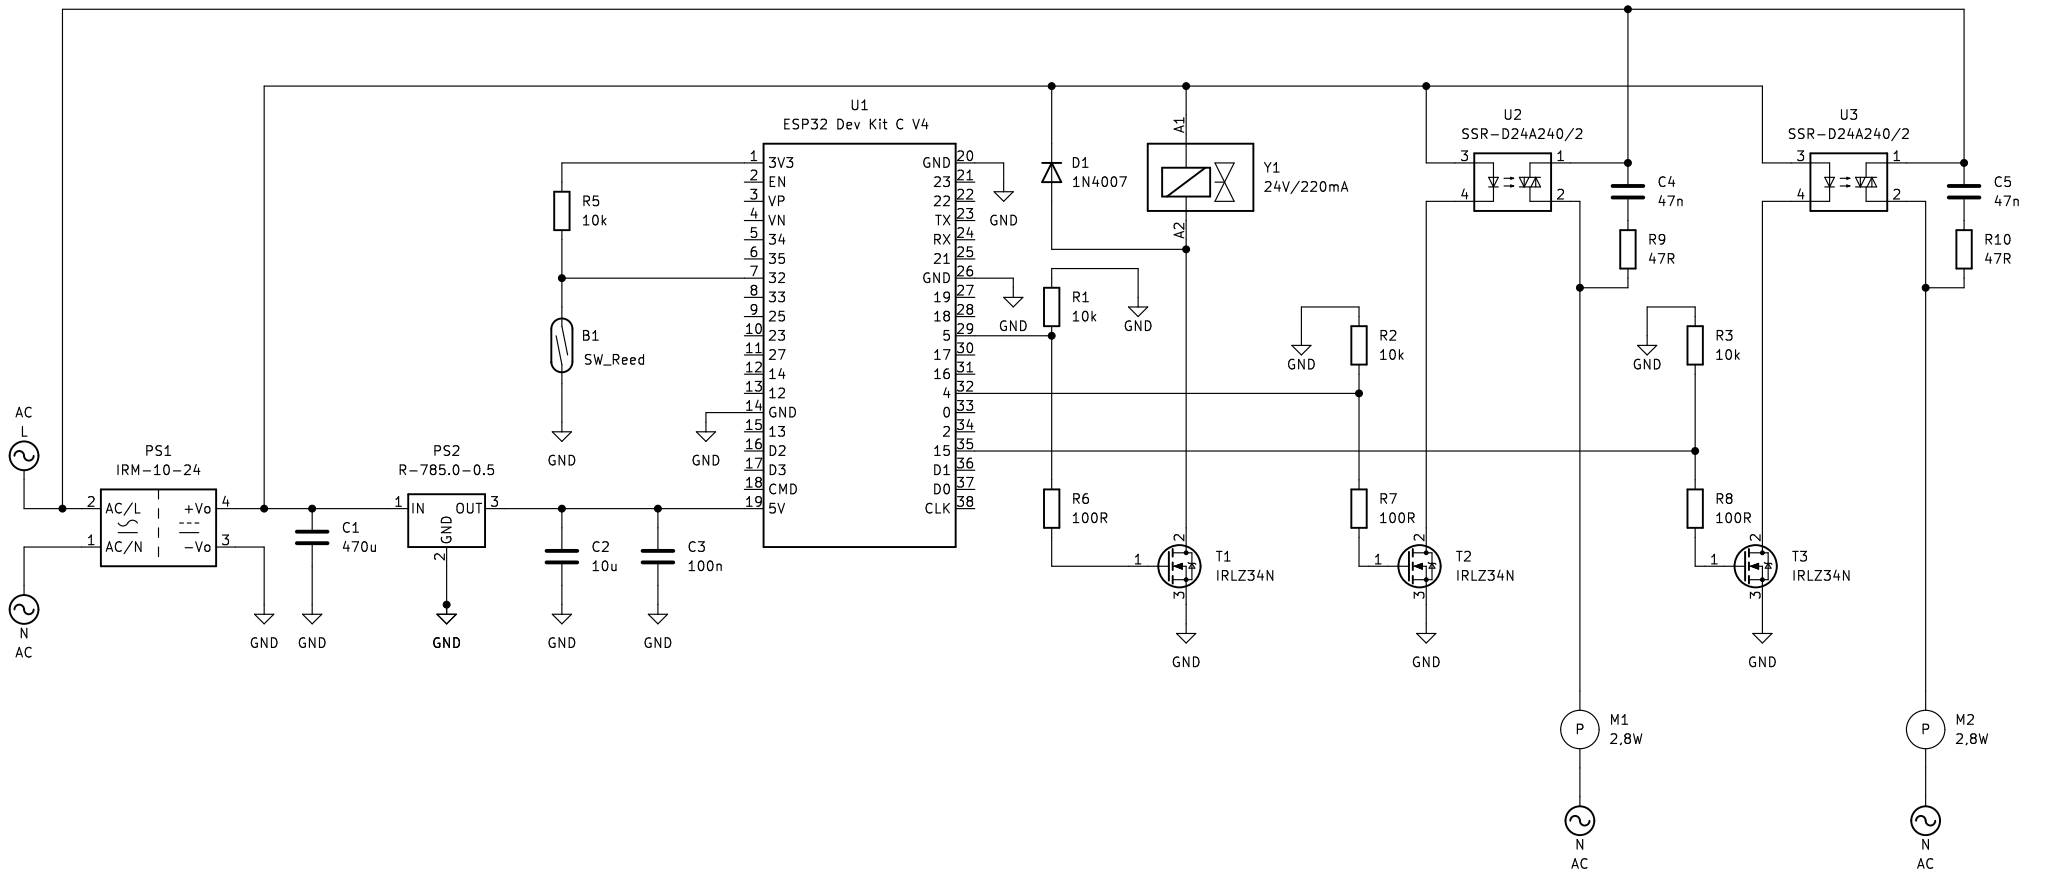 AC
L
2
1
N
AC
PS1
IRM-10-24
AC/L
AC/N
+Vo
-Vo
4
3
GND
C1
470u
GND
PS2
R-785.0-0.5
1
IN
OUT
GND
3
2
GND
C2
10u
GND
C3
100n
GND
R5
10k
B1
SW_Reed
GND
GND
U1
ESP32 Dev Kit C V4
1 3V3
2 EN
3 VP
4 VN
5 34
6 35
7 32
8 33
9 25
10 23
11 27
12 14
13 12
14 GND
15 13
16 D2
17 D3
18 CMD
19 5V
GND 20
23 21
22 22
TX 23
RX 24
21 25
GND 26
19 27
18 28
5 29
17 30
16 31
4 32
0 33
2 34
15 35
D1 36
D0 37
CLK 38
GND
GND
D1
1N4007
A1
A2
Y1
24V/220mA
R1
10k
GND
R6
100R
1
2
3
T1
IRLZ34N
GND
GND
R2
10k
R7
100R
1
2
3
T2
IRLZ34N
GND
U2
SSR-D24A240/2
3
4
1
2
C4
47n
R9
47R
GND
R3
10k
R8
100R
1
2
3
T3
IRLZ34N
GND
U3
SSR-D24A240/2
3
4
1
2
C5
47n
R10
47R
P
M1
2,8W
N
AC
P
M2
2,8W
N
AC